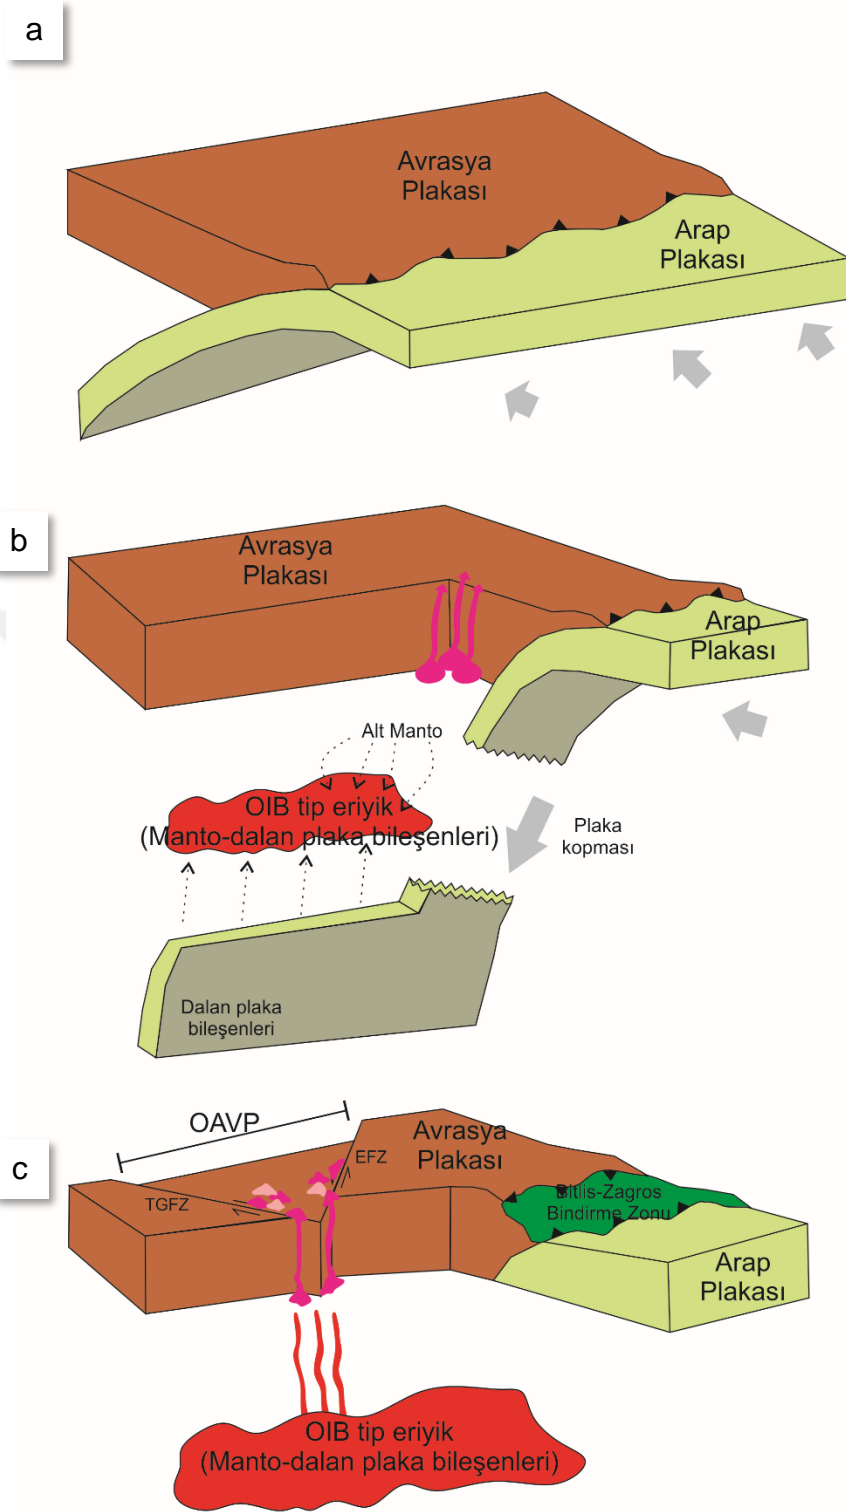 a
Avrasya
Plakası
Arap
Plakası
b
Avrasya
Plakası
Arap
Plakası
Alt Manto
OIB tip eriyik
(Manto-dalan plaka bileşenleri)
Plaka
kopması
Dalan plaka
bileşenleri
c
OAVP
Avrasya
Plakası
EFZ
TGFZ
Bitlis-Zagros
Bindirme Zonu
Arap
Plakası
OIB tip eriyik
(Manto-dalan plaka bileşenleri)